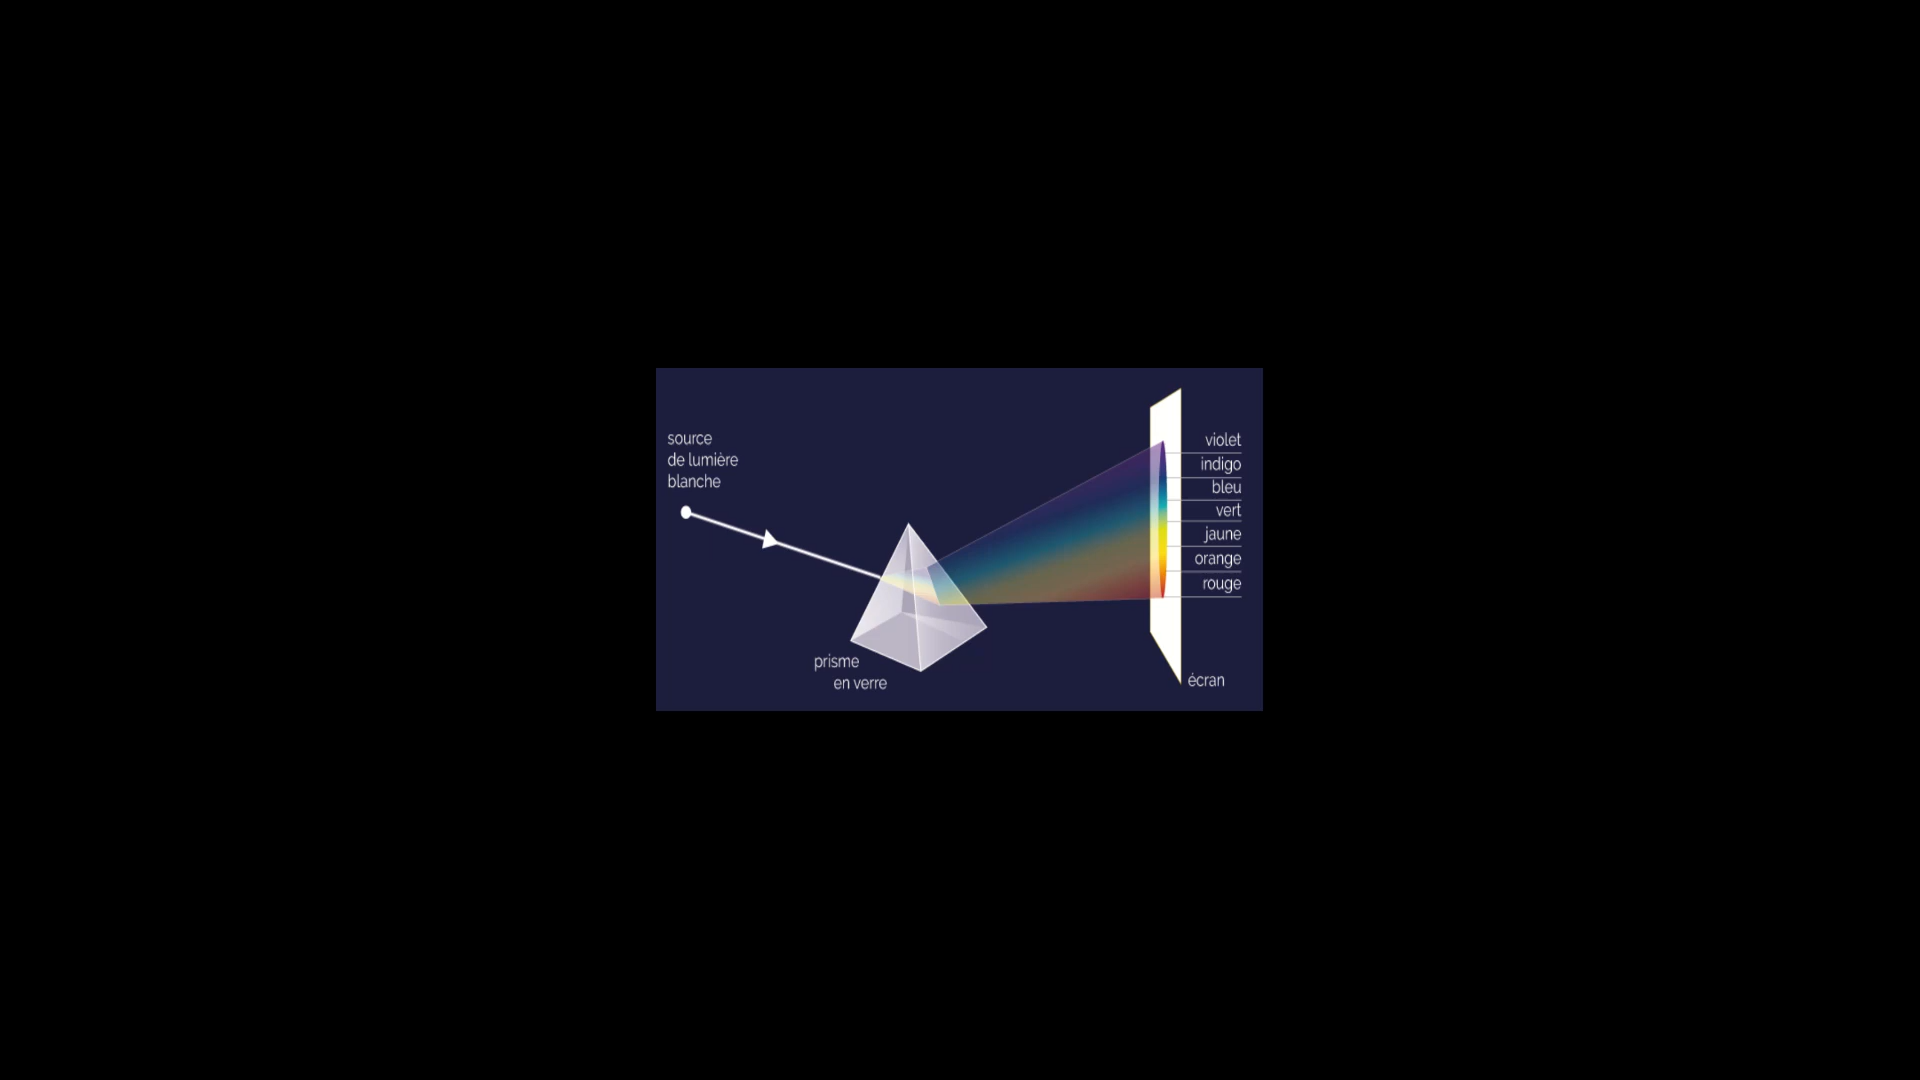 source
de lumière
blanche
violet
indigo
bleu
vert
jaune
orange
rouge
prisme
en verre
écran